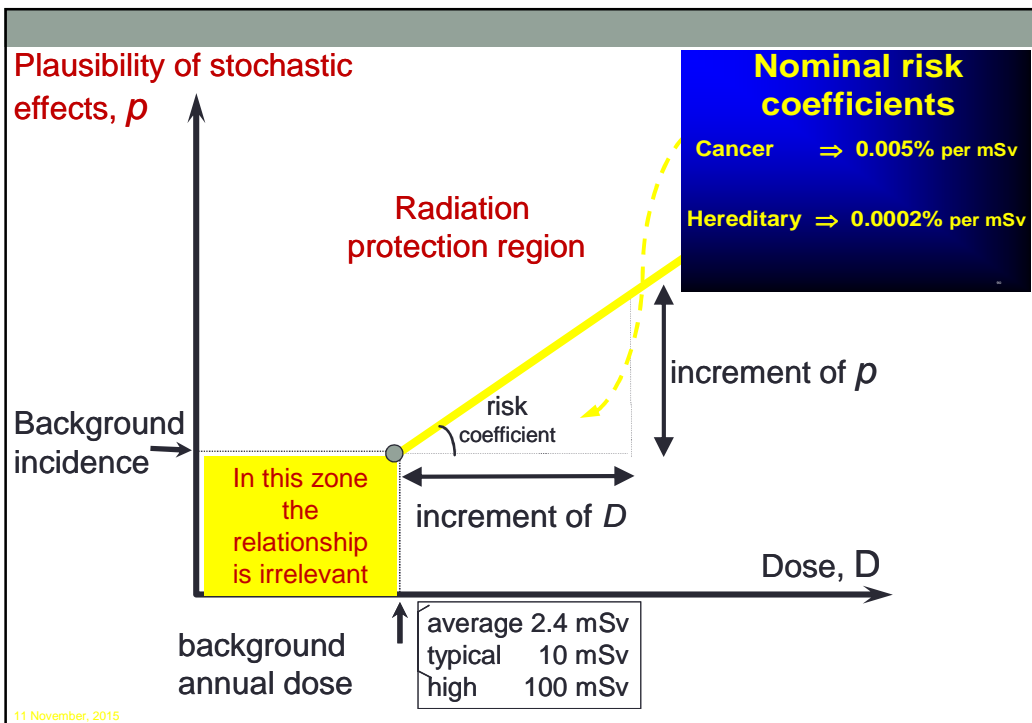 Plausibility of stochastic
effects, p
Nominal risk
coefficients
Cancer ⇒ 0.005% per mSv
Hereditary ⇒ 0.0002% per mSv
Radiation
protection region
increment of p
risk
coefficient
Background
incidence
In this zone
the
relationship
is irrelevant
increment of D
Dose, D
background
annual dose
average 2.4 mSv
typical 10 mSv
high 100 mSv
11 November, 2015